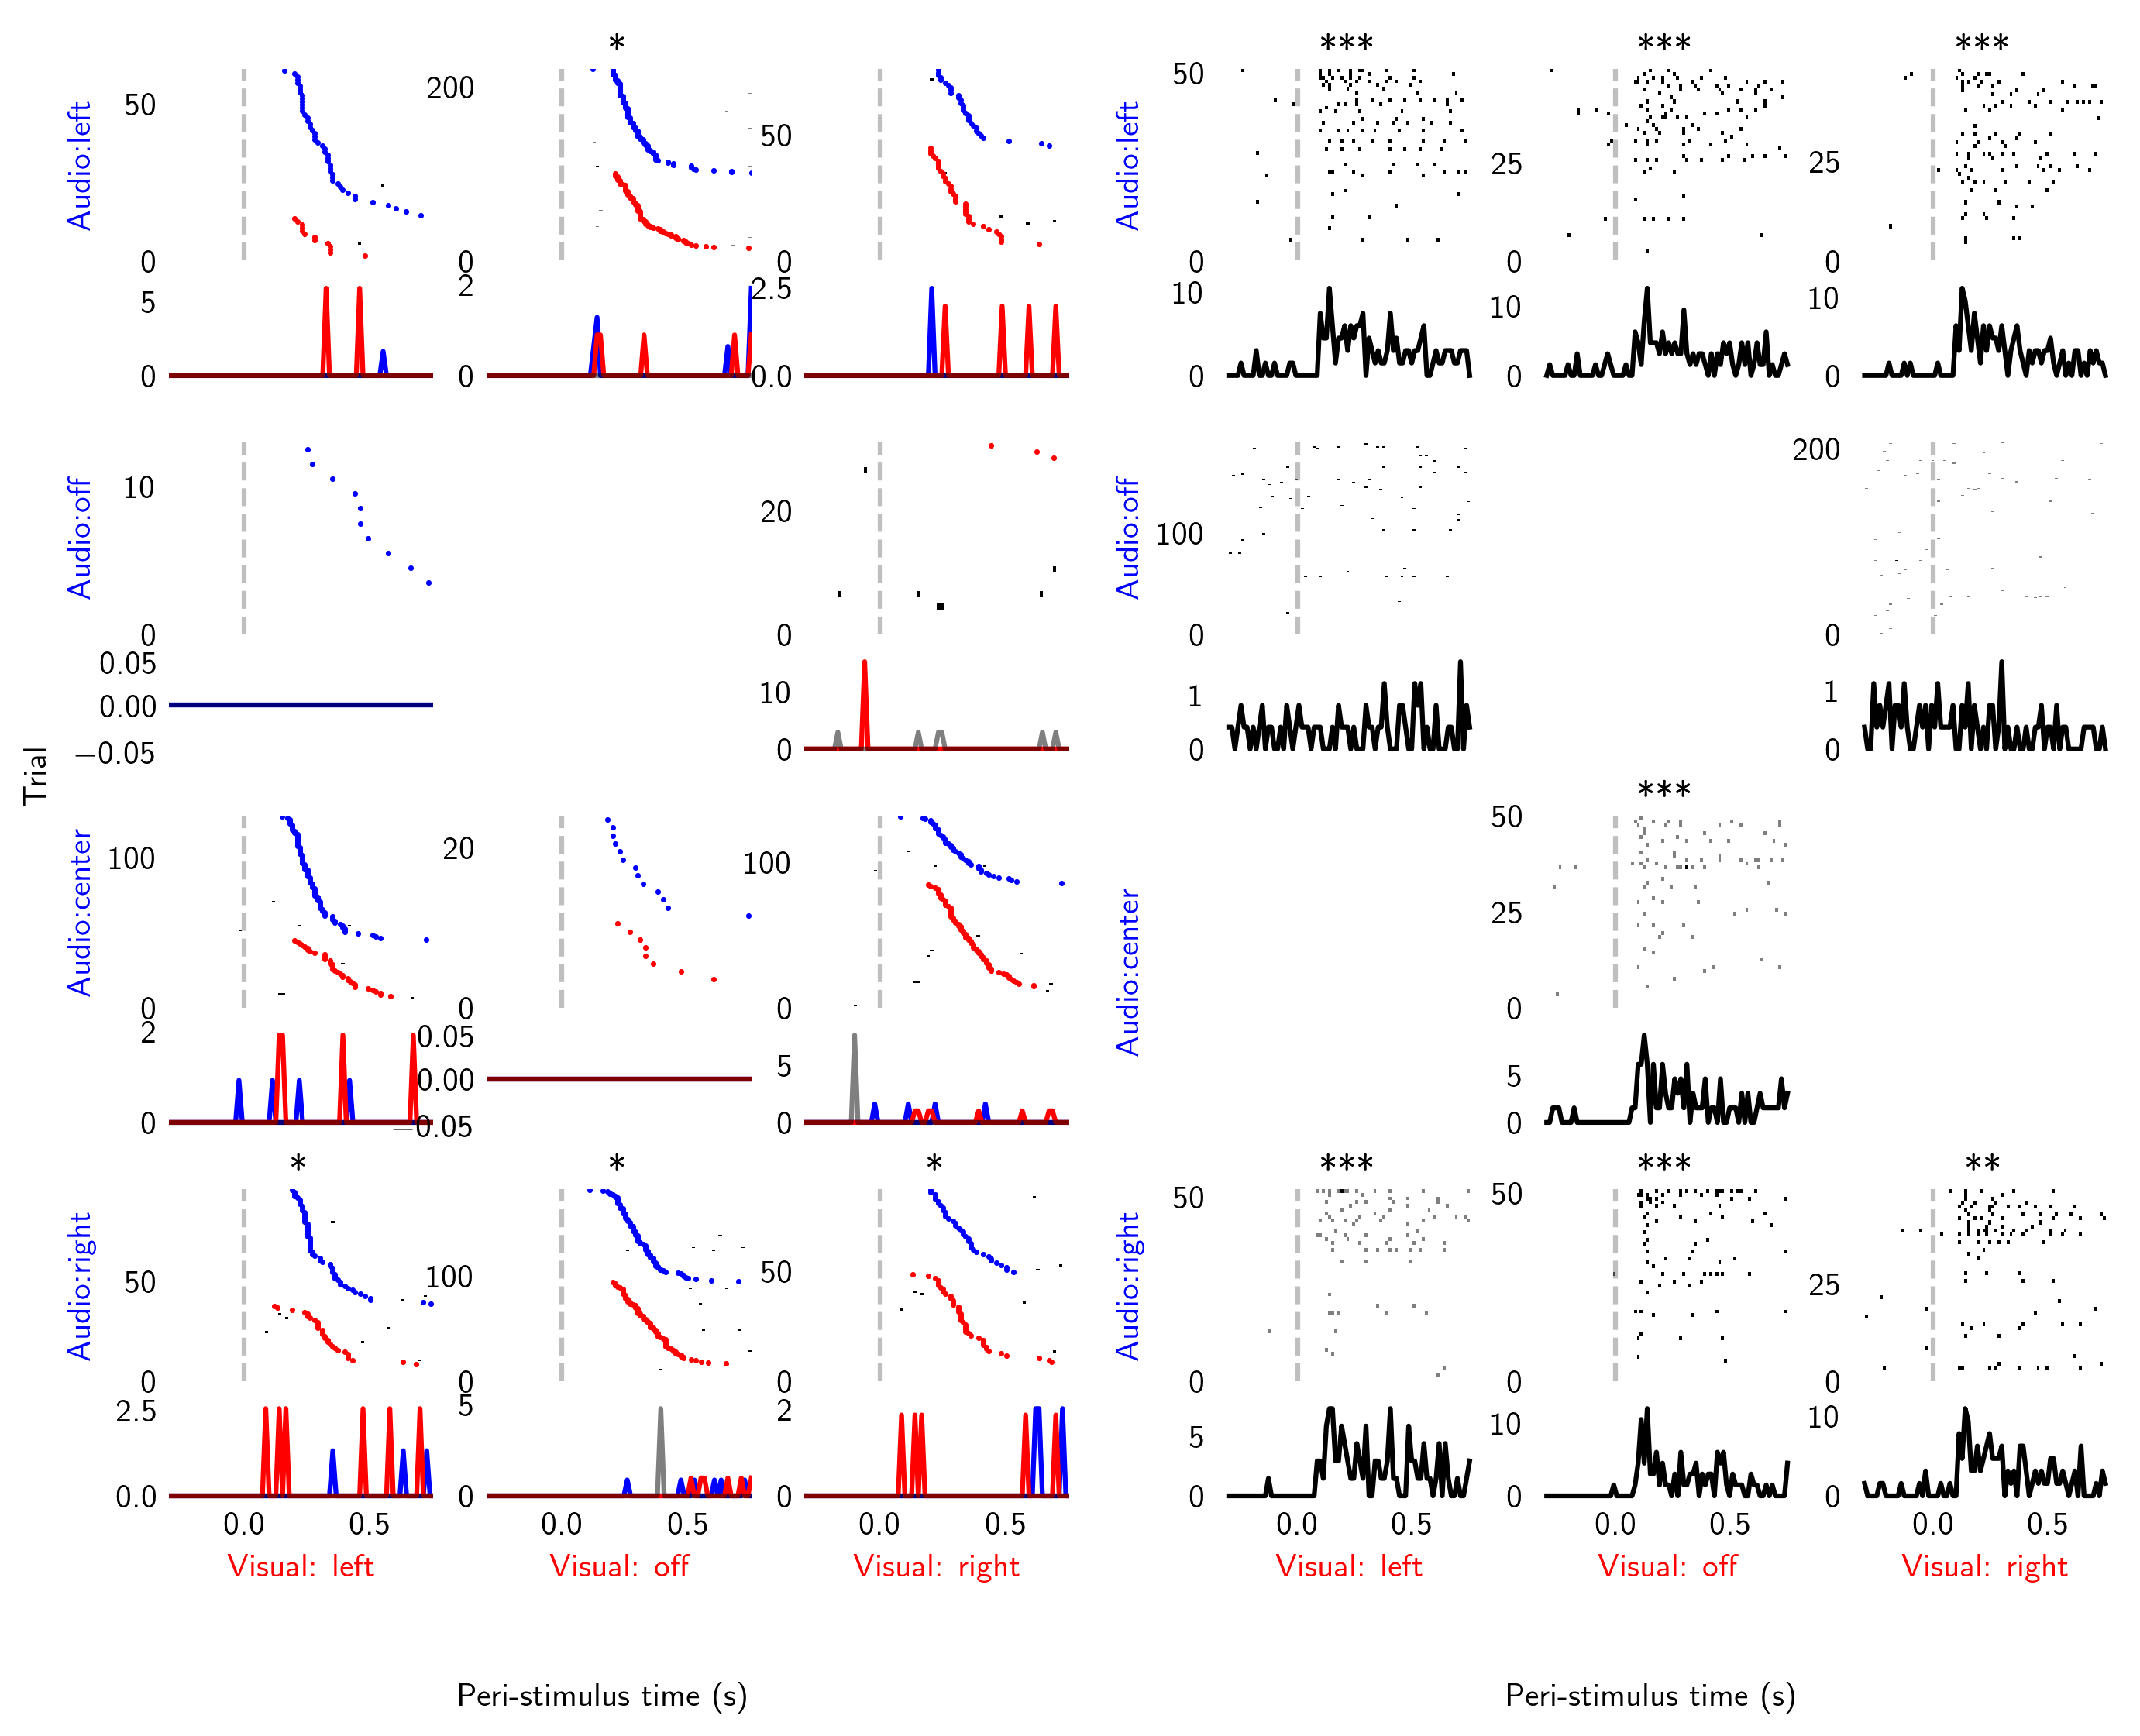 * *** *** ***
Audio:left 50 0 200 0 50 0 Audio:left 50 0 25 0 25 0
5 0 2 0 2.5 0.0 10 0 10 0 10 0
Audio:off 10 0 20 0 Audio:off 100 0 200 0
0.05 0.00 −0.05 10 0 1 0 1 0
Trial
***
Audio:center 100 0 20 0 100 0 Audio:center 50 25 0
2 0 0.05 0.00 −0.05 5 0 5 0
* * * *** *** **
Audio:right 50 0 100 0 50 0 Audio:right 50 0 50 0 25 0
2.5 0.0 5 0 2 0 5 0 10 0 10 0
0.0 0.5 0.0 0.5 0.0 0.5 0.0 0.5 0.0 0.5 0.0 0.5
Visual: left Visual: off Visual: right Visual: left Visual: off Visual: right
Peri-stimulus time (s) Peri-stimulus time (s)